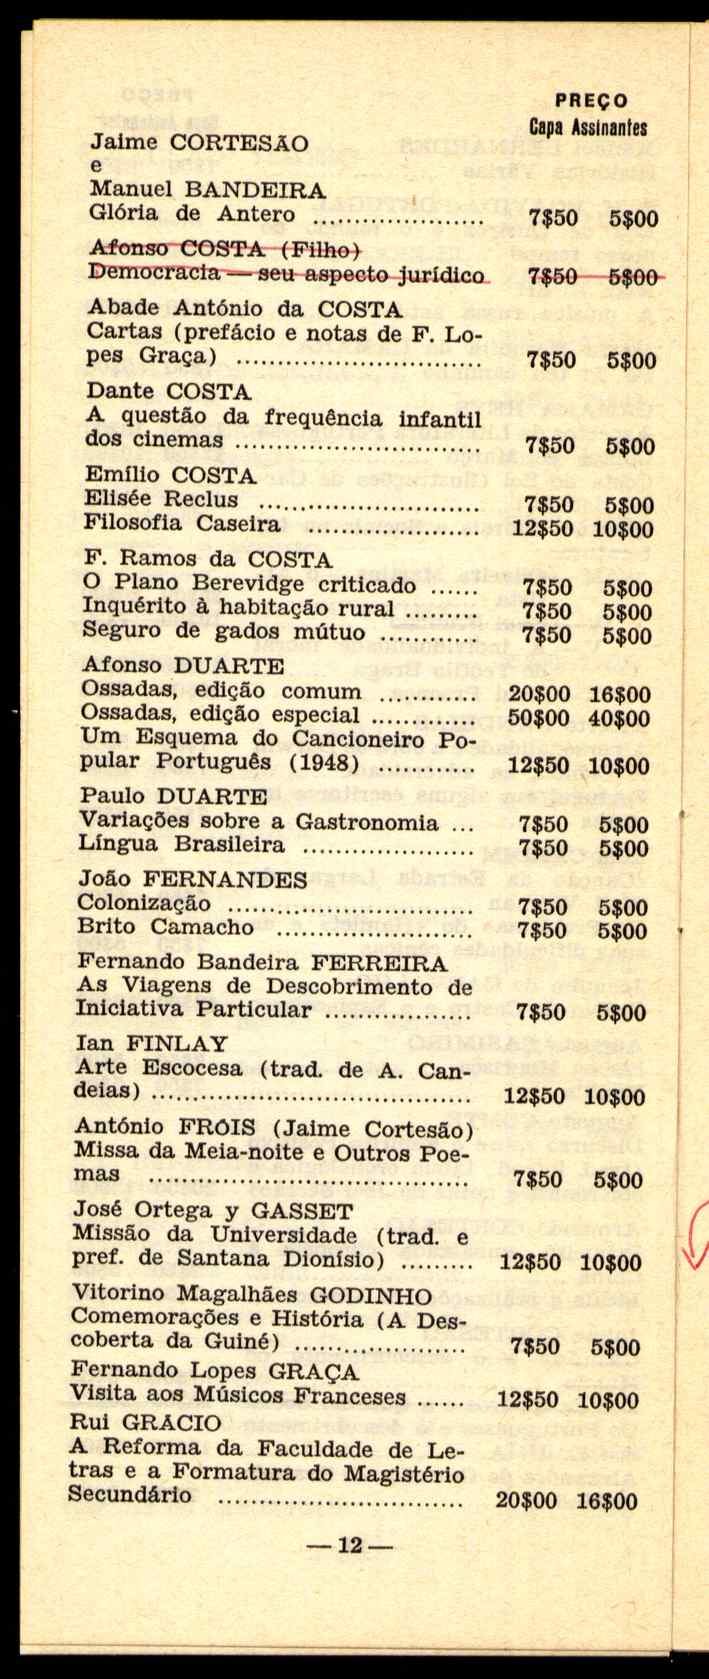 PREÇO
Capa Assinantes
Jaime CORTESÃO
e
Manuel BANDEIRA
Glória de Antero .................... 7$50 5$00
Afonso COSTA (Filho)
Democracia — seu aspecto jurídico 7$50 5$00
Abade António da COSTA
Cartas (prefácio e notas de F. Lo-
pes Graça) ............................. 7$50 5$00
Dante COSTA
A questão da frequência infantil
dos cinemas ............................. 7$50 5$00
Emílio COSTA
Elisée Reclus .......................... 7$50 5$00
Filosofia Caseira .................... 12$50 10$00
F. Ramos da COSTA
O Plano Berevidge criticado ...... 7$50 5$00
Inquérito à habitação rural ......... 7$50 5$00
Seguro de gados mútuo ............ 7$50 5$00
Afonso DUARTE
Ossadas, edição comum ............ 20$00 16$00
Ossadas, edição especial ............ 50$00 40$00
Um Esquema do Cancioneiro Po-
pular Português (1948) ............ 12$50 10$00
Paulo DUARTE
Variações sobre a Gastronomia ... 7$50 5$00
Língua Brasileira .................... 7$50 5$00
João FERNANDES
Colonização ............................. 7$50 5$00
Brito Camacho ....................... 7$50 5$00
Fernando Bandeira FERREIRA
As Viagens de Descobrimento de
Iniciativa Particular ................. 7$50 5$00
Ian FINLAY
Arte Escocesa (trad. de A. Can-
deias) ..................................... 12$50 10$00
António FRÓIS (Jaime Cortesão)
Missa da Meia-noite e Outros Poe-
mas ..................................... 7$50 5$00
José Ortega y GASSET
Missão da Universidade (trad. e
pref. de Santana Dionísio) ......... 12$50 10$00
Vitorino Magalhães GODINHO
Comemorações e História (A Des-
coberta da Guiné) .................... 7$50 5$00
Fernando Lopes GRAÇA
Visita aos Músicos Franceses ...... 12$50 10$00
Rui GRÁCIO
A Reforma da Faculdade de Le-
tras e a Formatura do Magistério
Secundário ............................. 20$00 16$00
— 12 —